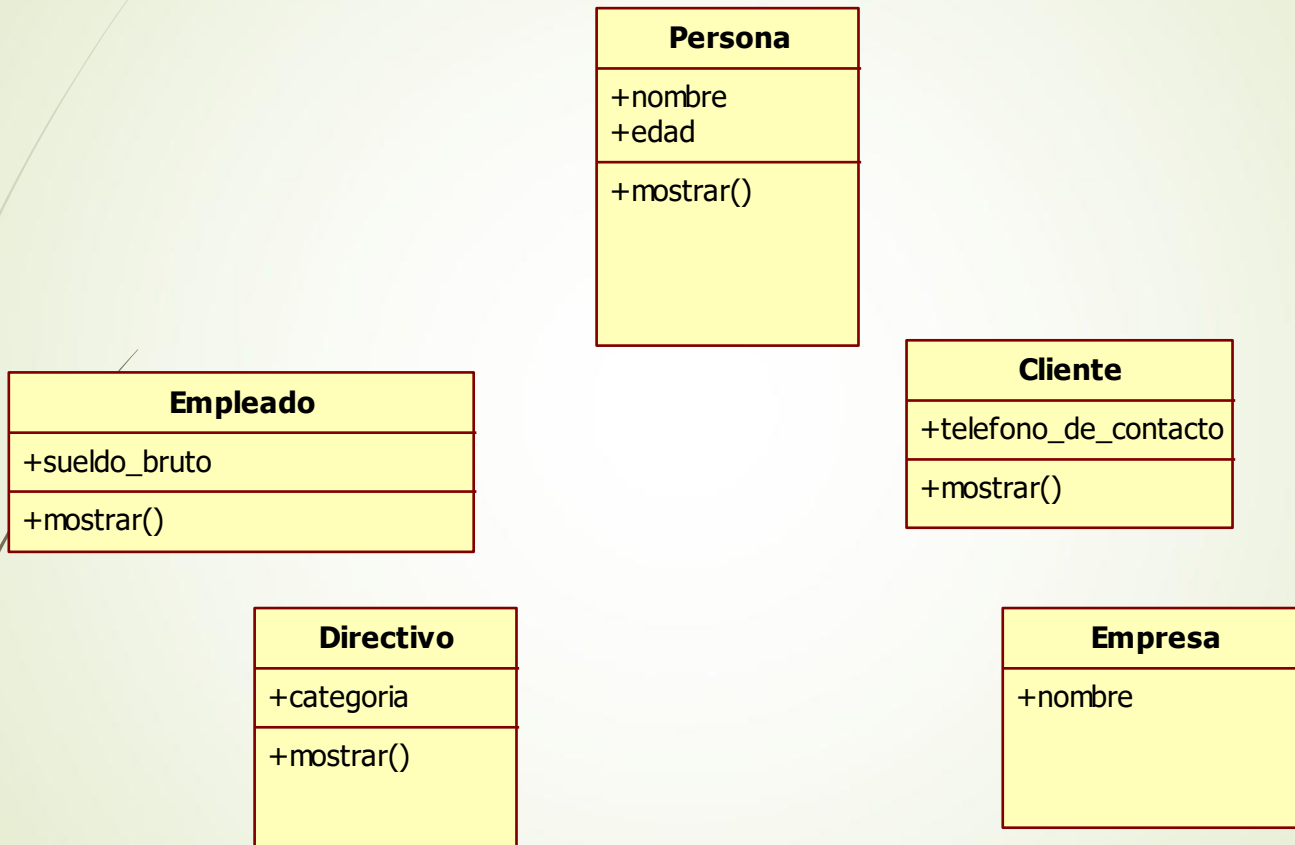 Persona
+nombre
+edad
+mostrar()
Empleado
+sueldo_bruto
+mostrar()
Cliente
+telefono_de_contacto
+mostrar()
Directivo
+categoria
+mostrar()
Empresa
+nombre